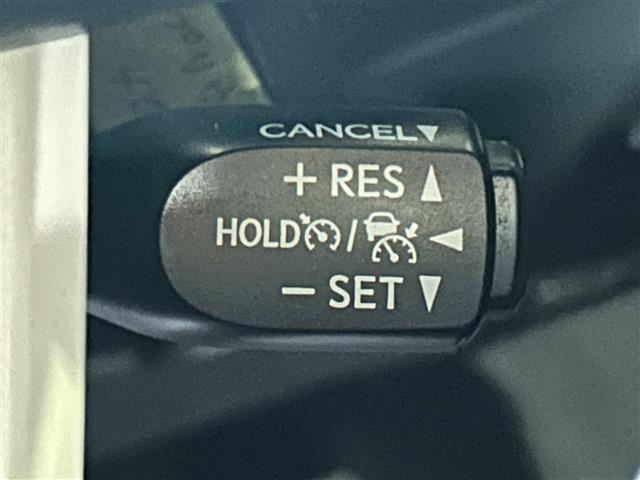 CANCEL▼
+ RES ▲
HOLD / ◀
− SET ▼